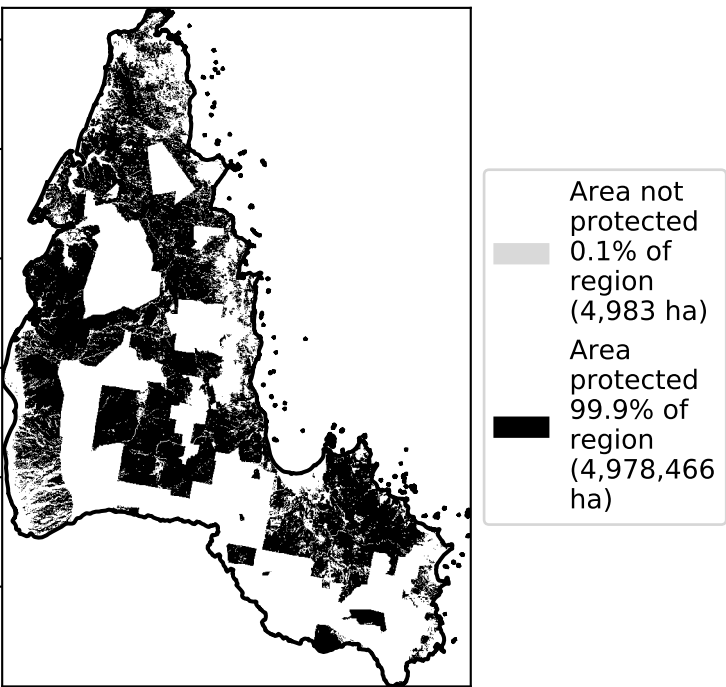 Area not
protected
0.1% of
region
(4,983 ha)
Area
protected
99.9% of
region
(4,978,466
ha)